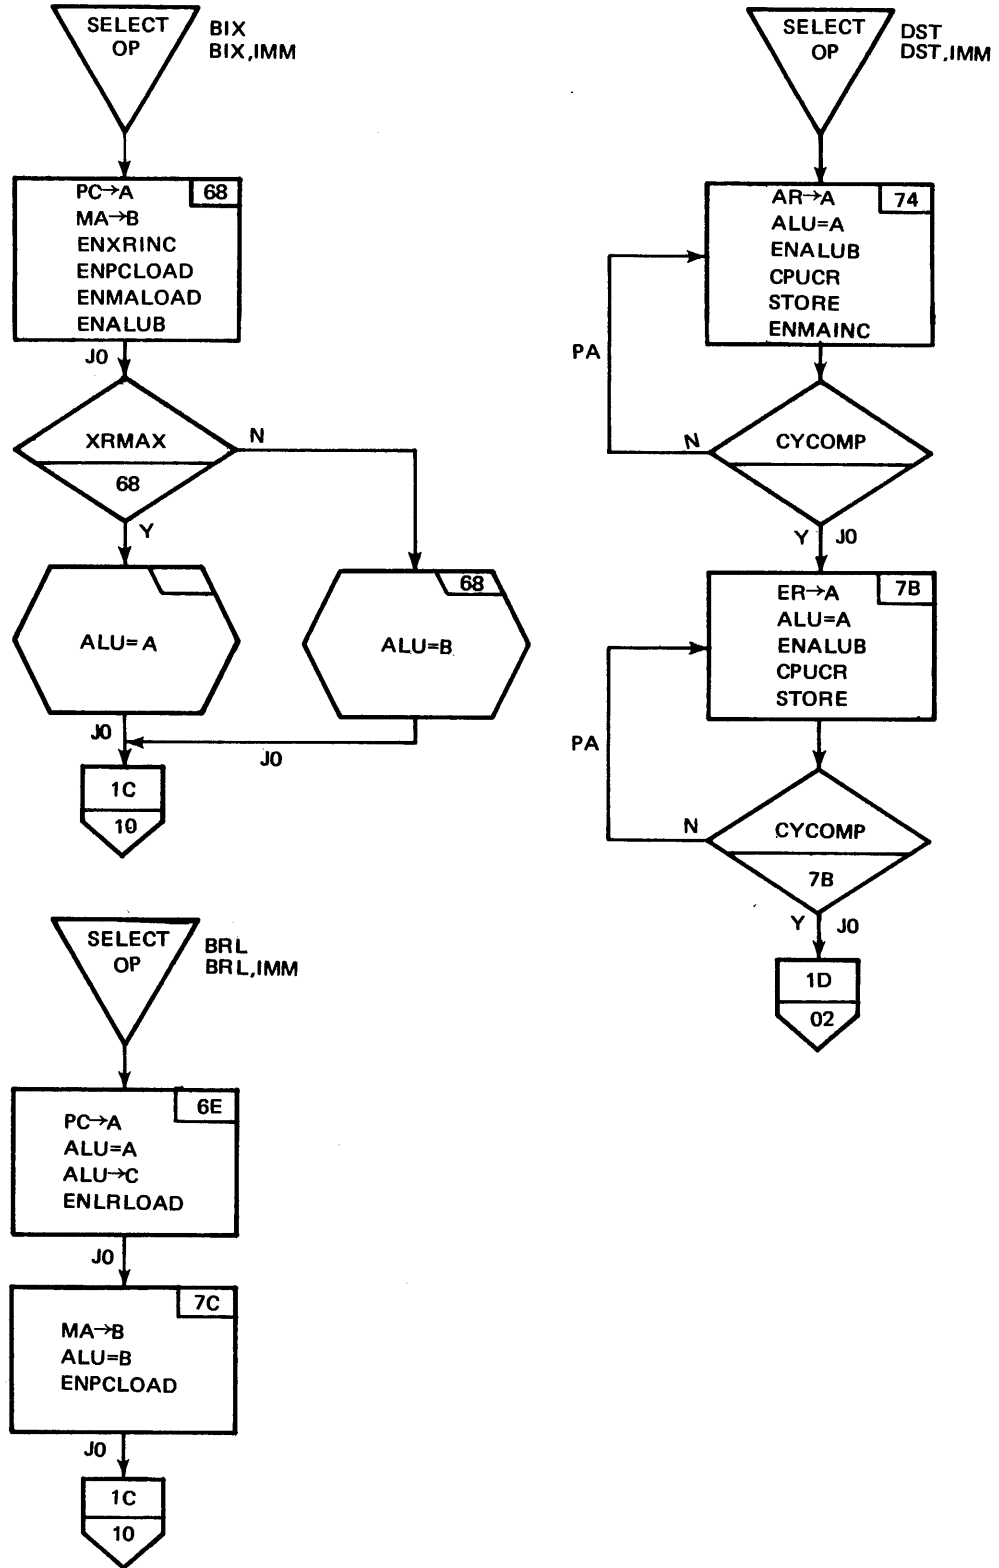 SELECT
OP
BIX
BIX,IMM
68
PC→A
MA→B
ENXRINC
ENPCLOAD
ENMALOAD
ENALUB
J0
XRMAX
68
N
Y
ALU=A
68
ALU=B
J0
J0
1C
10
SELECT
OP
BRL
BRL,IMM
6E
PC→A
ALU=A
ALU→C
ENLRLOAD
J0
7C
MA→B
ALU=B
ENPCLOAD
J0
1C
10
SELECT
OP
DST
DST,IMM
74
AR→A
ALU=A
ENALUB
CPUCR
STORE
ENMAINC
PA
N
CYCOMP
Y J0
7B
ER→A
ALU=A
ENALUB
CPUCR
STORE
PA
N
CYCOMP
7B
Y J0
1D
02